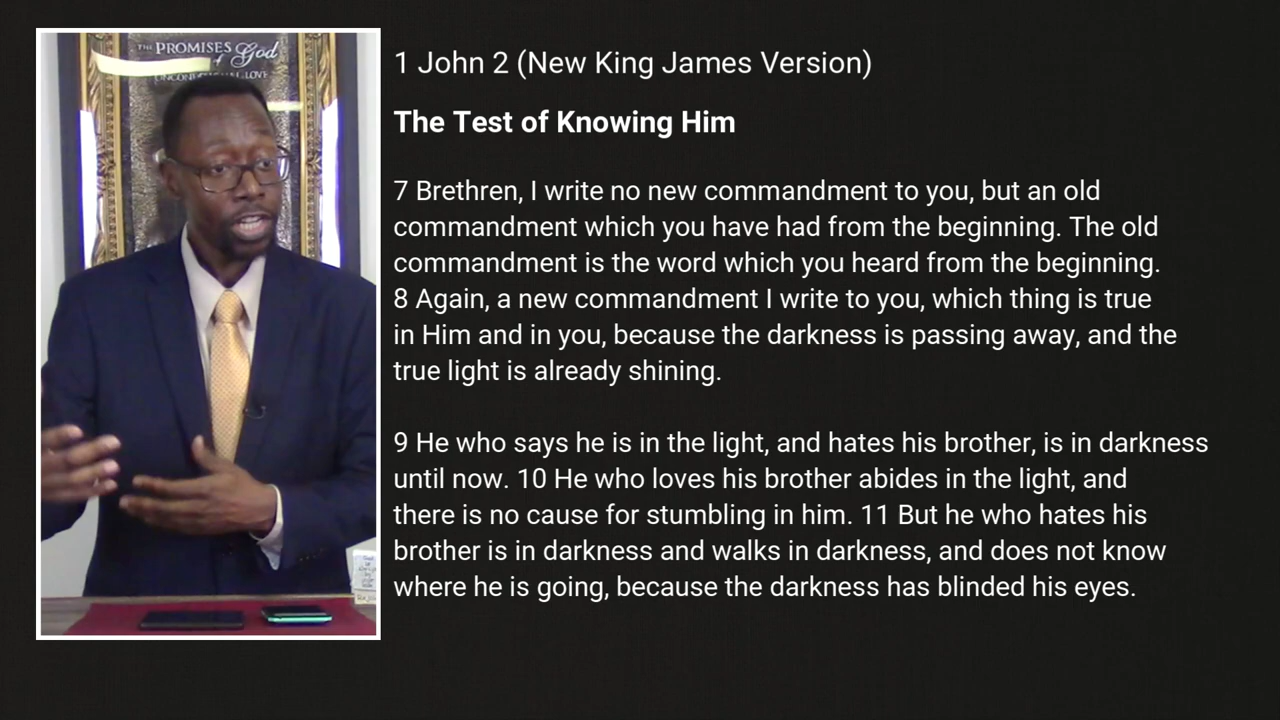 THE PROMISES
of God
UNCONDITIONAL LOVE
1 John 2 (New King James Version)
The Test of Knowing Him
7 Brethren, I write no new commandment to you, but an old
commandment which you have had from the beginning. The old
commandment is the word which you heard from the beginning.
8 Again, a new commandment I write to you, which thing is true
in Him and in you, because the darkness is passing away, and the
true light is already shining.
9 He who says he is in the light, and hates his brother, is in darkness
until now. 10 He who loves his brother abides in the light, and
there is no cause for stumbling in him. 11 But he who hates his
brother is in darkness and walks in darkness, and does not know
where he is going, because the darkness has blinded his eyes.